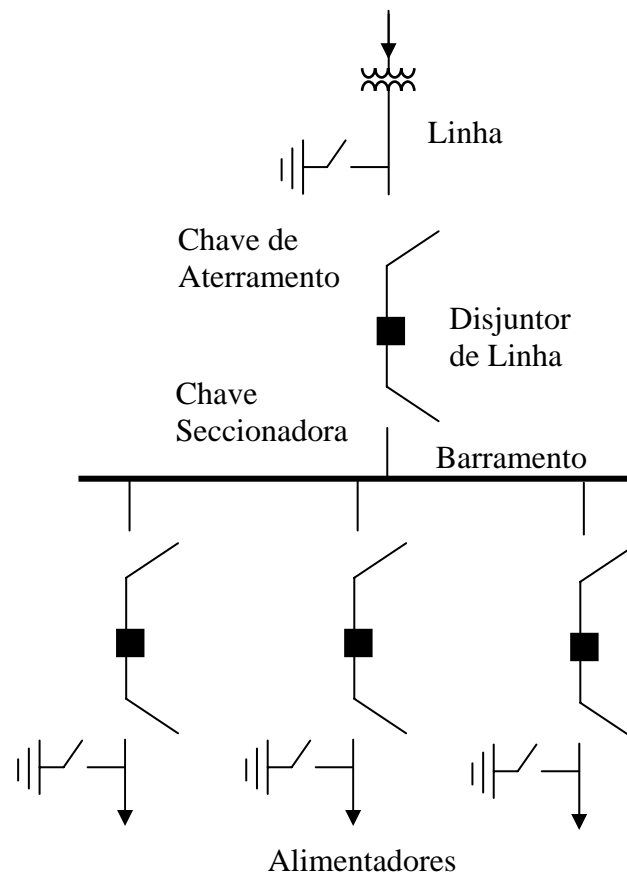 Linha
Chave de
Aterramento
Disjuntor
de Linha
Chave
Seccionadora
Barramento
Alimentadores